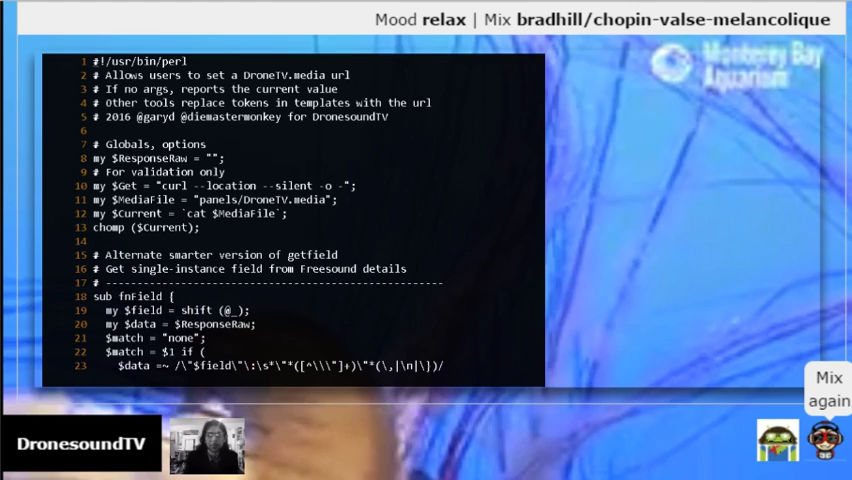 Mood relax | Mix bradhill/chopin-valse-melancolique
Monterey Bay
Aquarium
1 #!/usr/bin/perl
2 # Allows users to set a DroneTV.media url
3 # If no args, reports the current value
4 # Other tools replace tokens in templates with the url
5 # 2016 @garyd @diemastermonkey for DronesoundTV
6
7 # Globals, options
8 my $ResponseRaw = "";
9 # For validation only
10 my $Get = "curl --location --silent -o -";
11 my $MediaFile = "panels/DroneTV.media";
12 my $Current = `cat $MediaFile`;
13 chomp ($Current);
14
15 # Alternate smarter version of getfield
16 # Get single-instance field from Freesound details
17 # ------------------------------------------------------
18 sub fnField {
19 my $field = shift (@_);
20 my $data = $ResponseRaw;
21 $match = "none";
22 $match = $1 if (
23 $data =~ /\"$field\"\:\s*\"*([^\\\"]+)\"*(\,|\n|\})/
Mix
again
DronesoundTV